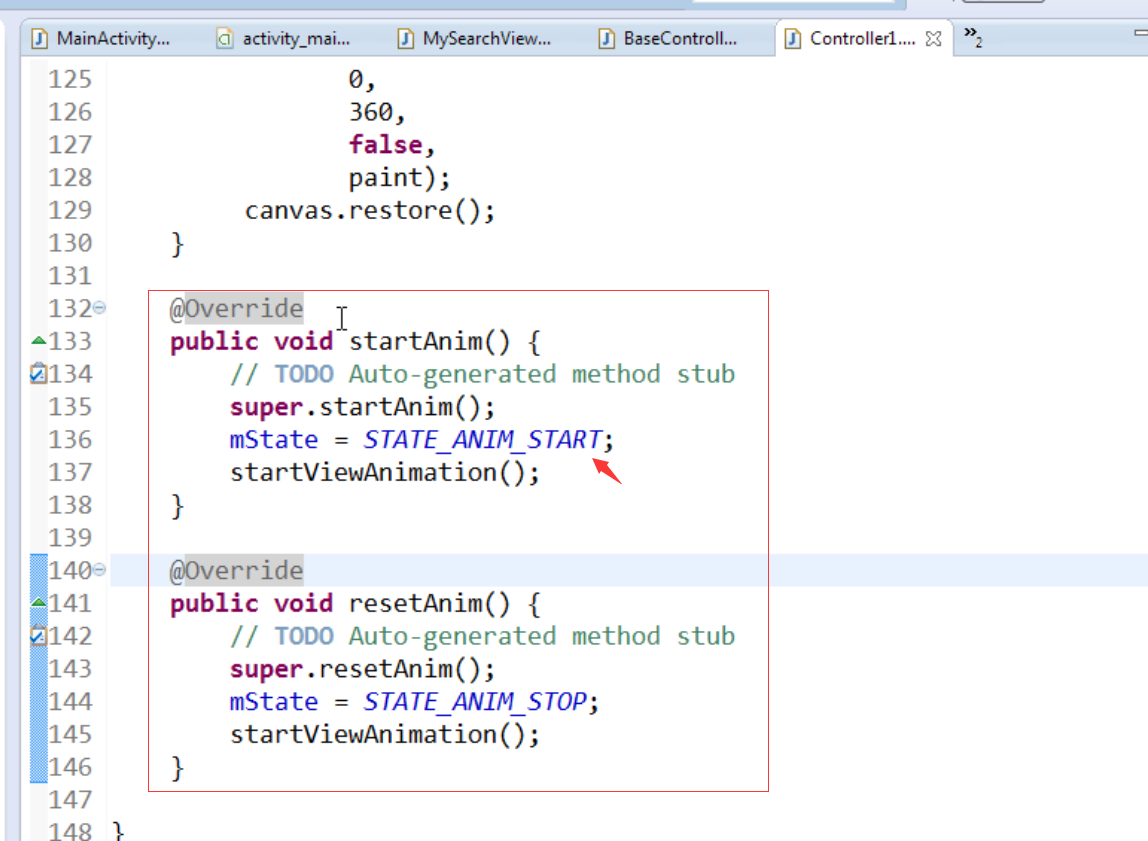 MainActivity... activity_mai... MySearchView... BaseControll... Controller1.... »2
125 0,
126 360,
127 false,
128 paint);
129 canvas.restore();
130 }
131
132 @Override
133 public void startAnim() {
134 // TODO Auto-generated method stub
135 super.startAnim();
136 mState = STATE_ANIM_START;
137 startViewAnimation();
138 }
139
140 @Override
141 public void resetAnim() {
142 // TODO Auto-generated method stub
143 super.resetAnim();
144 mState = STATE_ANIM_STOP;
145 startViewAnimation();
146 }
147
148 }